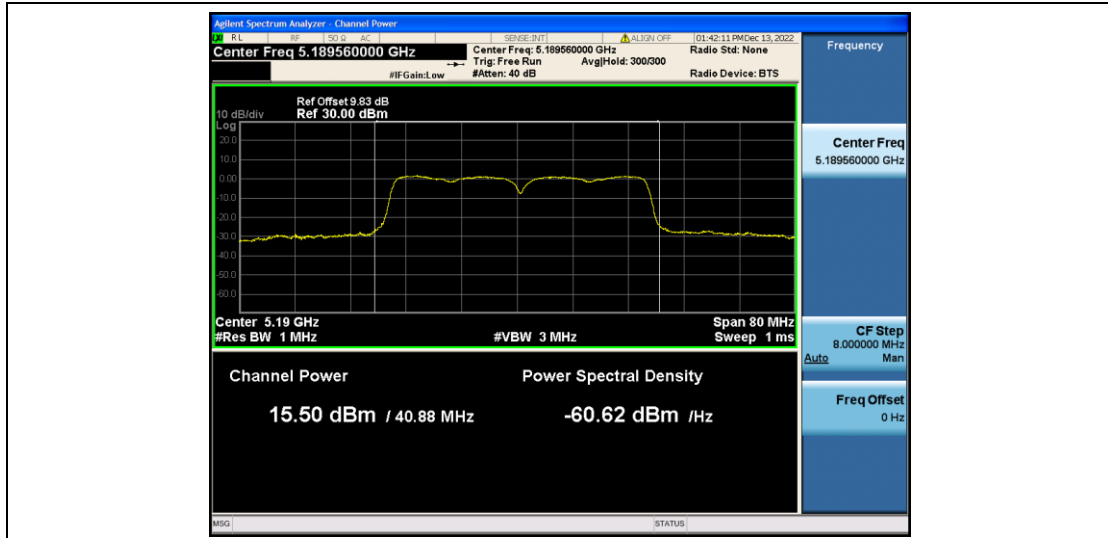 Agilent Spectrum Analyzer - Channel Power
RL RF 50 Ω AC SENSE:INT ALIGN OFF 01:42:11 PM Dec 13, 2022
Center Freq 5.189560000 GHz
Center Freq: 5.189560000 GHz
Radio Std: None
Trig: Free Run Avg|Hold: 300/300
#IFGain:Low #Atten: 40 dB Radio Device: BTS
Ref Offset 9.83 dB
10 dB/div Ref 30.00 dBm
Log
20.0
10.0
0.00
-10.0
-20.0
-30.0
-40.0
-50.0
-60.0
Center 5.19 GHz Span 80 MHz
#Res BW 1 MHz #VBW 3 MHz Sweep 1 ms
Channel Power Power Spectral Density
15.50 dBm / 40.88 MHz -60.62 dBm /Hz
Frequency
Center Freq
5.189560000 GHz
CF Step
8.000000 MHz
Auto Man
Freq Offset
0 Hz
MSG STATUS